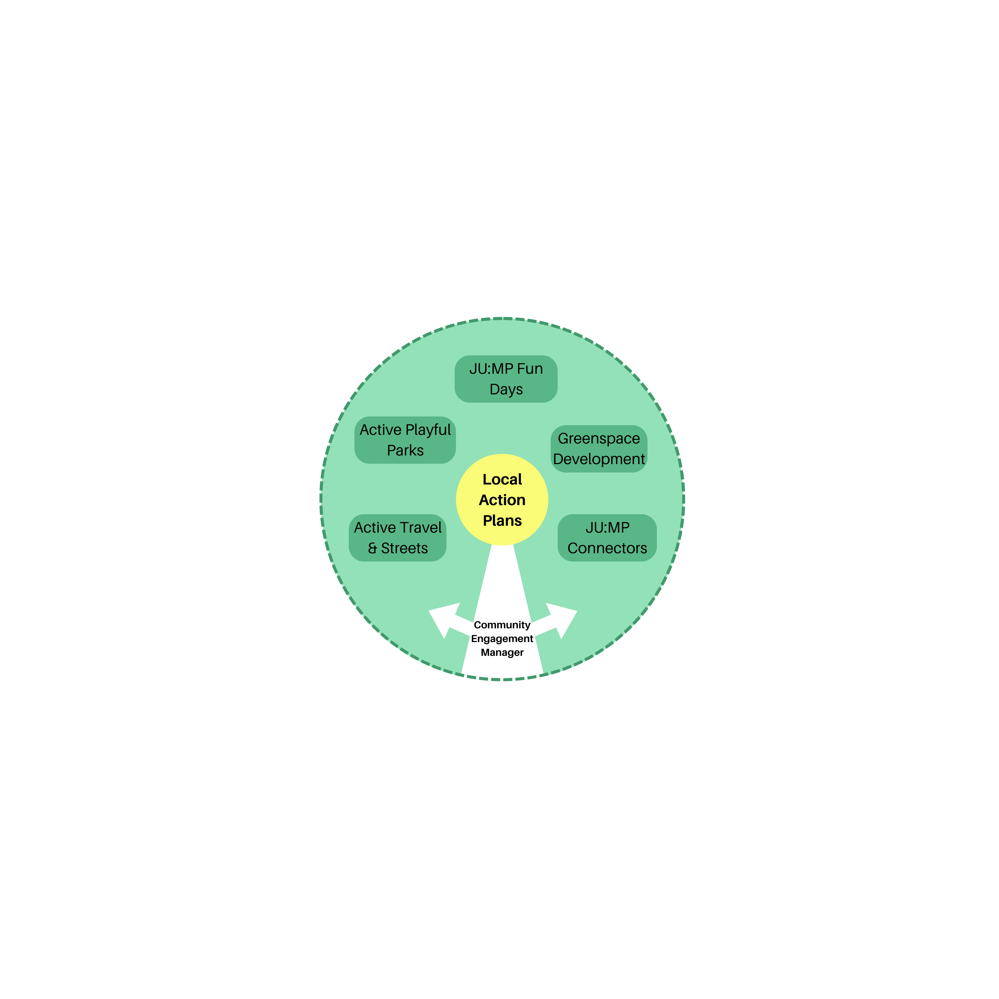 JU:MP Fun
Days
Active Playful
Parks
Greenspace
Development
Local
Action
Plans
Active Travel
& Streets
JU:MP
Connectors
Community
Engagement
Manager